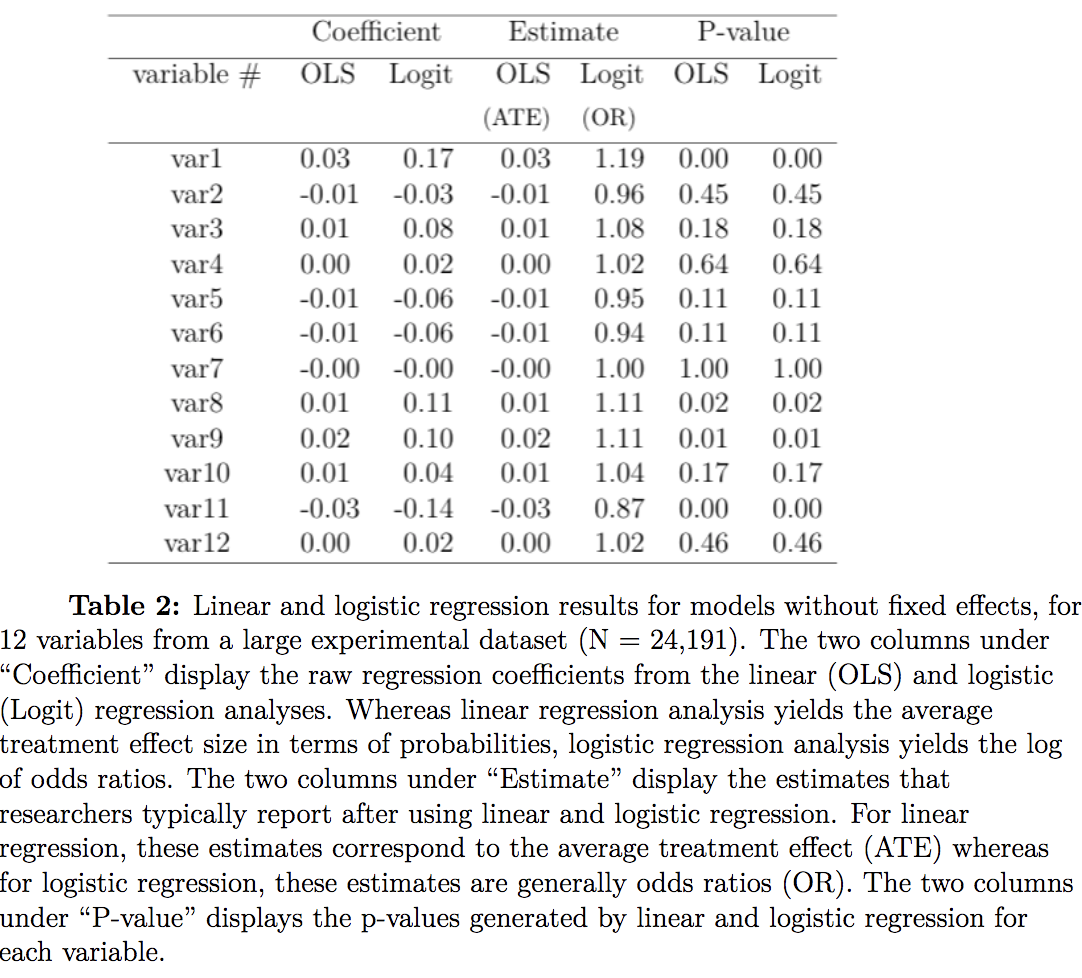 Coefficient Estimate P-value
variable # OLS Logit OLS Logit OLS Logit
(ATE) (OR)
var1 0.03 0.17 0.03 1.19 0.00 0.00
var2 -0.01 -0.03 -0.01 0.96 0.45 0.45
var3 0.01 0.08 0.01 1.08 0.18 0.18
var4 0.00 0.02 0.00 1.02 0.64 0.64
var5 -0.01 -0.06 -0.01 0.95 0.11 0.11
var6 -0.01 -0.06 -0.01 0.94 0.11 0.11
var7 -0.00 -0.00 -0.00 1.00 1.00 1.00
var8 0.01 0.11 0.01 1.11 0.02 0.02
var9 0.02 0.10 0.02 1.11 0.01 0.01
var10 0.01 0.04 0.01 1.04 0.17 0.17
var11 -0.03 -0.14 -0.03 0.87 0.00 0.00
var12 0.00 0.02 0.00 1.02 0.46 0.46
Table 2: Linear and logistic regression results for models without fixed effects, for
12 variables from a large experimental dataset (N = 24,191). The two columns under
“Coefficient” display the raw regression coefficients from the linear (OLS) and logistic
(Logit) regression analyses. Whereas linear regression analysis yields the average
treatment effect size in terms of probabilities, logistic regression analysis yields the log
of odds ratios. The two columns under “Estimate” display the estimates that
researchers typically report after using linear and logistic regression. For linear
regression, these estimates correspond to the average treatment effect (ATE) whereas
for logistic regression, these estimates are generally odds ratios (OR). The two columns
under “P-value” displays the p-values generated by linear and logistic regression for
each variable.